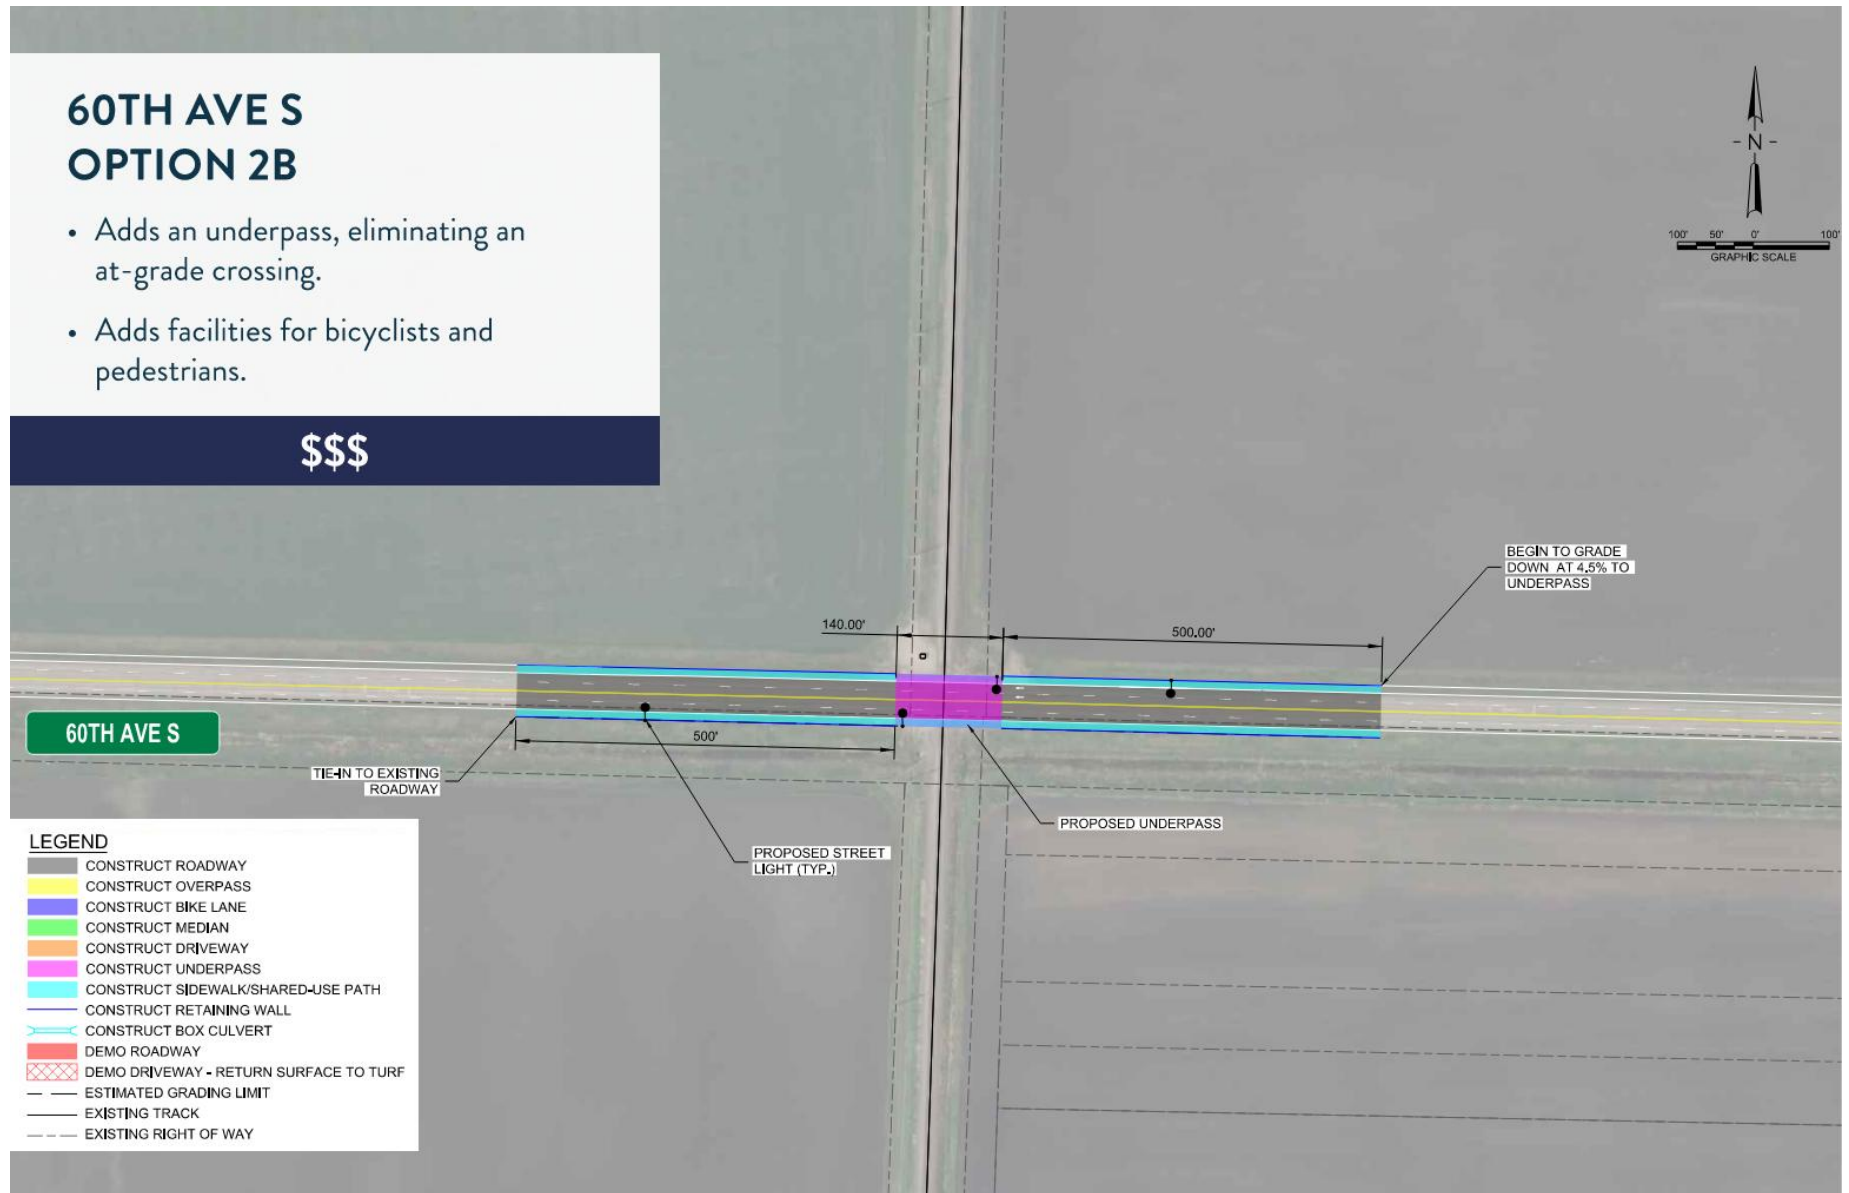 60TH AVE S
OPTION 2B
• Adds an underpass, eliminating an
at-grade crossing.
• Adds facilities for bicyclists and
pedestrians.
$$$
- N -
100' 50' 0' 100'
GRAPHIC SCALE
BEGIN TO GRADE
DOWN AT 4.5% TO
UNDERPASS
140.00'
500.00'
60TH AVE S
500'
TIE-IN TO EXISTING
ROADWAY
PROPOSED UNDERPASS
PROPOSED STREET
LIGHT (TYP.)
LEGEND
CONSTRUCT ROADWAY
CONSTRUCT OVERPASS
CONSTRUCT BIKE LANE
CONSTRUCT MEDIAN
CONSTRUCT DRIVEWAY
CONSTRUCT UNDERPASS
CONSTRUCT SIDEWALK/SHARED-USE PATH
CONSTRUCT RETAINING WALL
CONSTRUCT BOX CULVERT
DEMO ROADWAY
DEMO DRIVEWAY - RETURN SURFACE TO TURF
ESTIMATED GRADING LIMIT
EXISTING TRACK
EXISTING RIGHT OF WAY